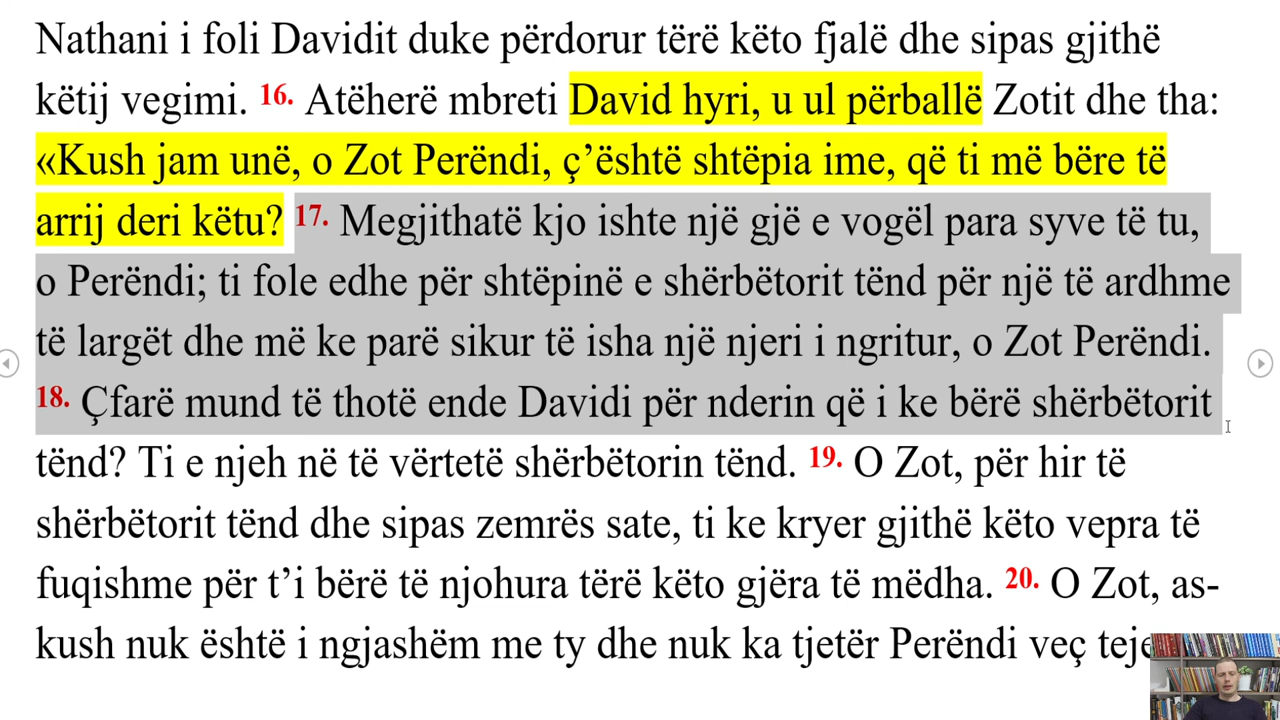 Nathani i foli Davidit duke përdorur tërë këto fjalë dhe sipas gjithë
këtij vegimi. 16. Atëherë mbreti David hyri, u ul përballë Zotit dhe tha:
«Kush jam unë, o Zot Perëndi, ç’është shtëpia ime, që ti më bëre të
arrij deri këtu? 17. Megjithatë kjo ishte një gjë e vogël para syve të tu,
o Perëndi; ti fole edhe për shtëpinë e shërbëtorit tënd për një të ardhme
të largët dhe më ke parë sikur të isha një njeri i ngritur, o Zot Perëndi.
18. Çfarë mund të thotë ende Davidi për nderin që i ke bërë shërbëtorit
tënd? Ti e njeh në të vërtetë shërbëtorin tënd. 19. O Zot, për hir të
shërbëtorit tënd dhe sipas zemrës sate, ti ke kryer gjithë këto vepra të
fuqishme për t’i bërë të njohura tërë këto gjëra të mëdha. 20. O Zot, as-
kush nuk është i ngjashëm me ty dhe nuk ka tjetër Perëndi veç teje